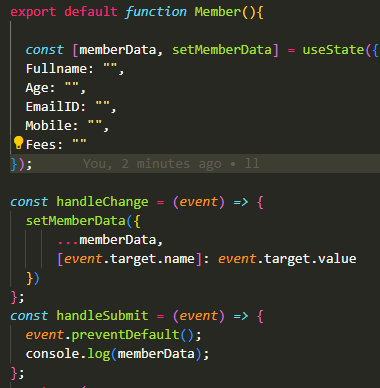 export default function Member(){
const [memberData, setMemberData] = useState({
Fullname: "",
Age: "",
EmailID: "",
Mobile: "",
Fees: ""
}); You, 2 minutes ago • ll
const handleChange = (event) => {
setMemberData({
...memberData,
[event.target.name]: event.target.value
})
};
const handleSubmit = (event) => {
event.preventDefault();
console.log(memberData);
};